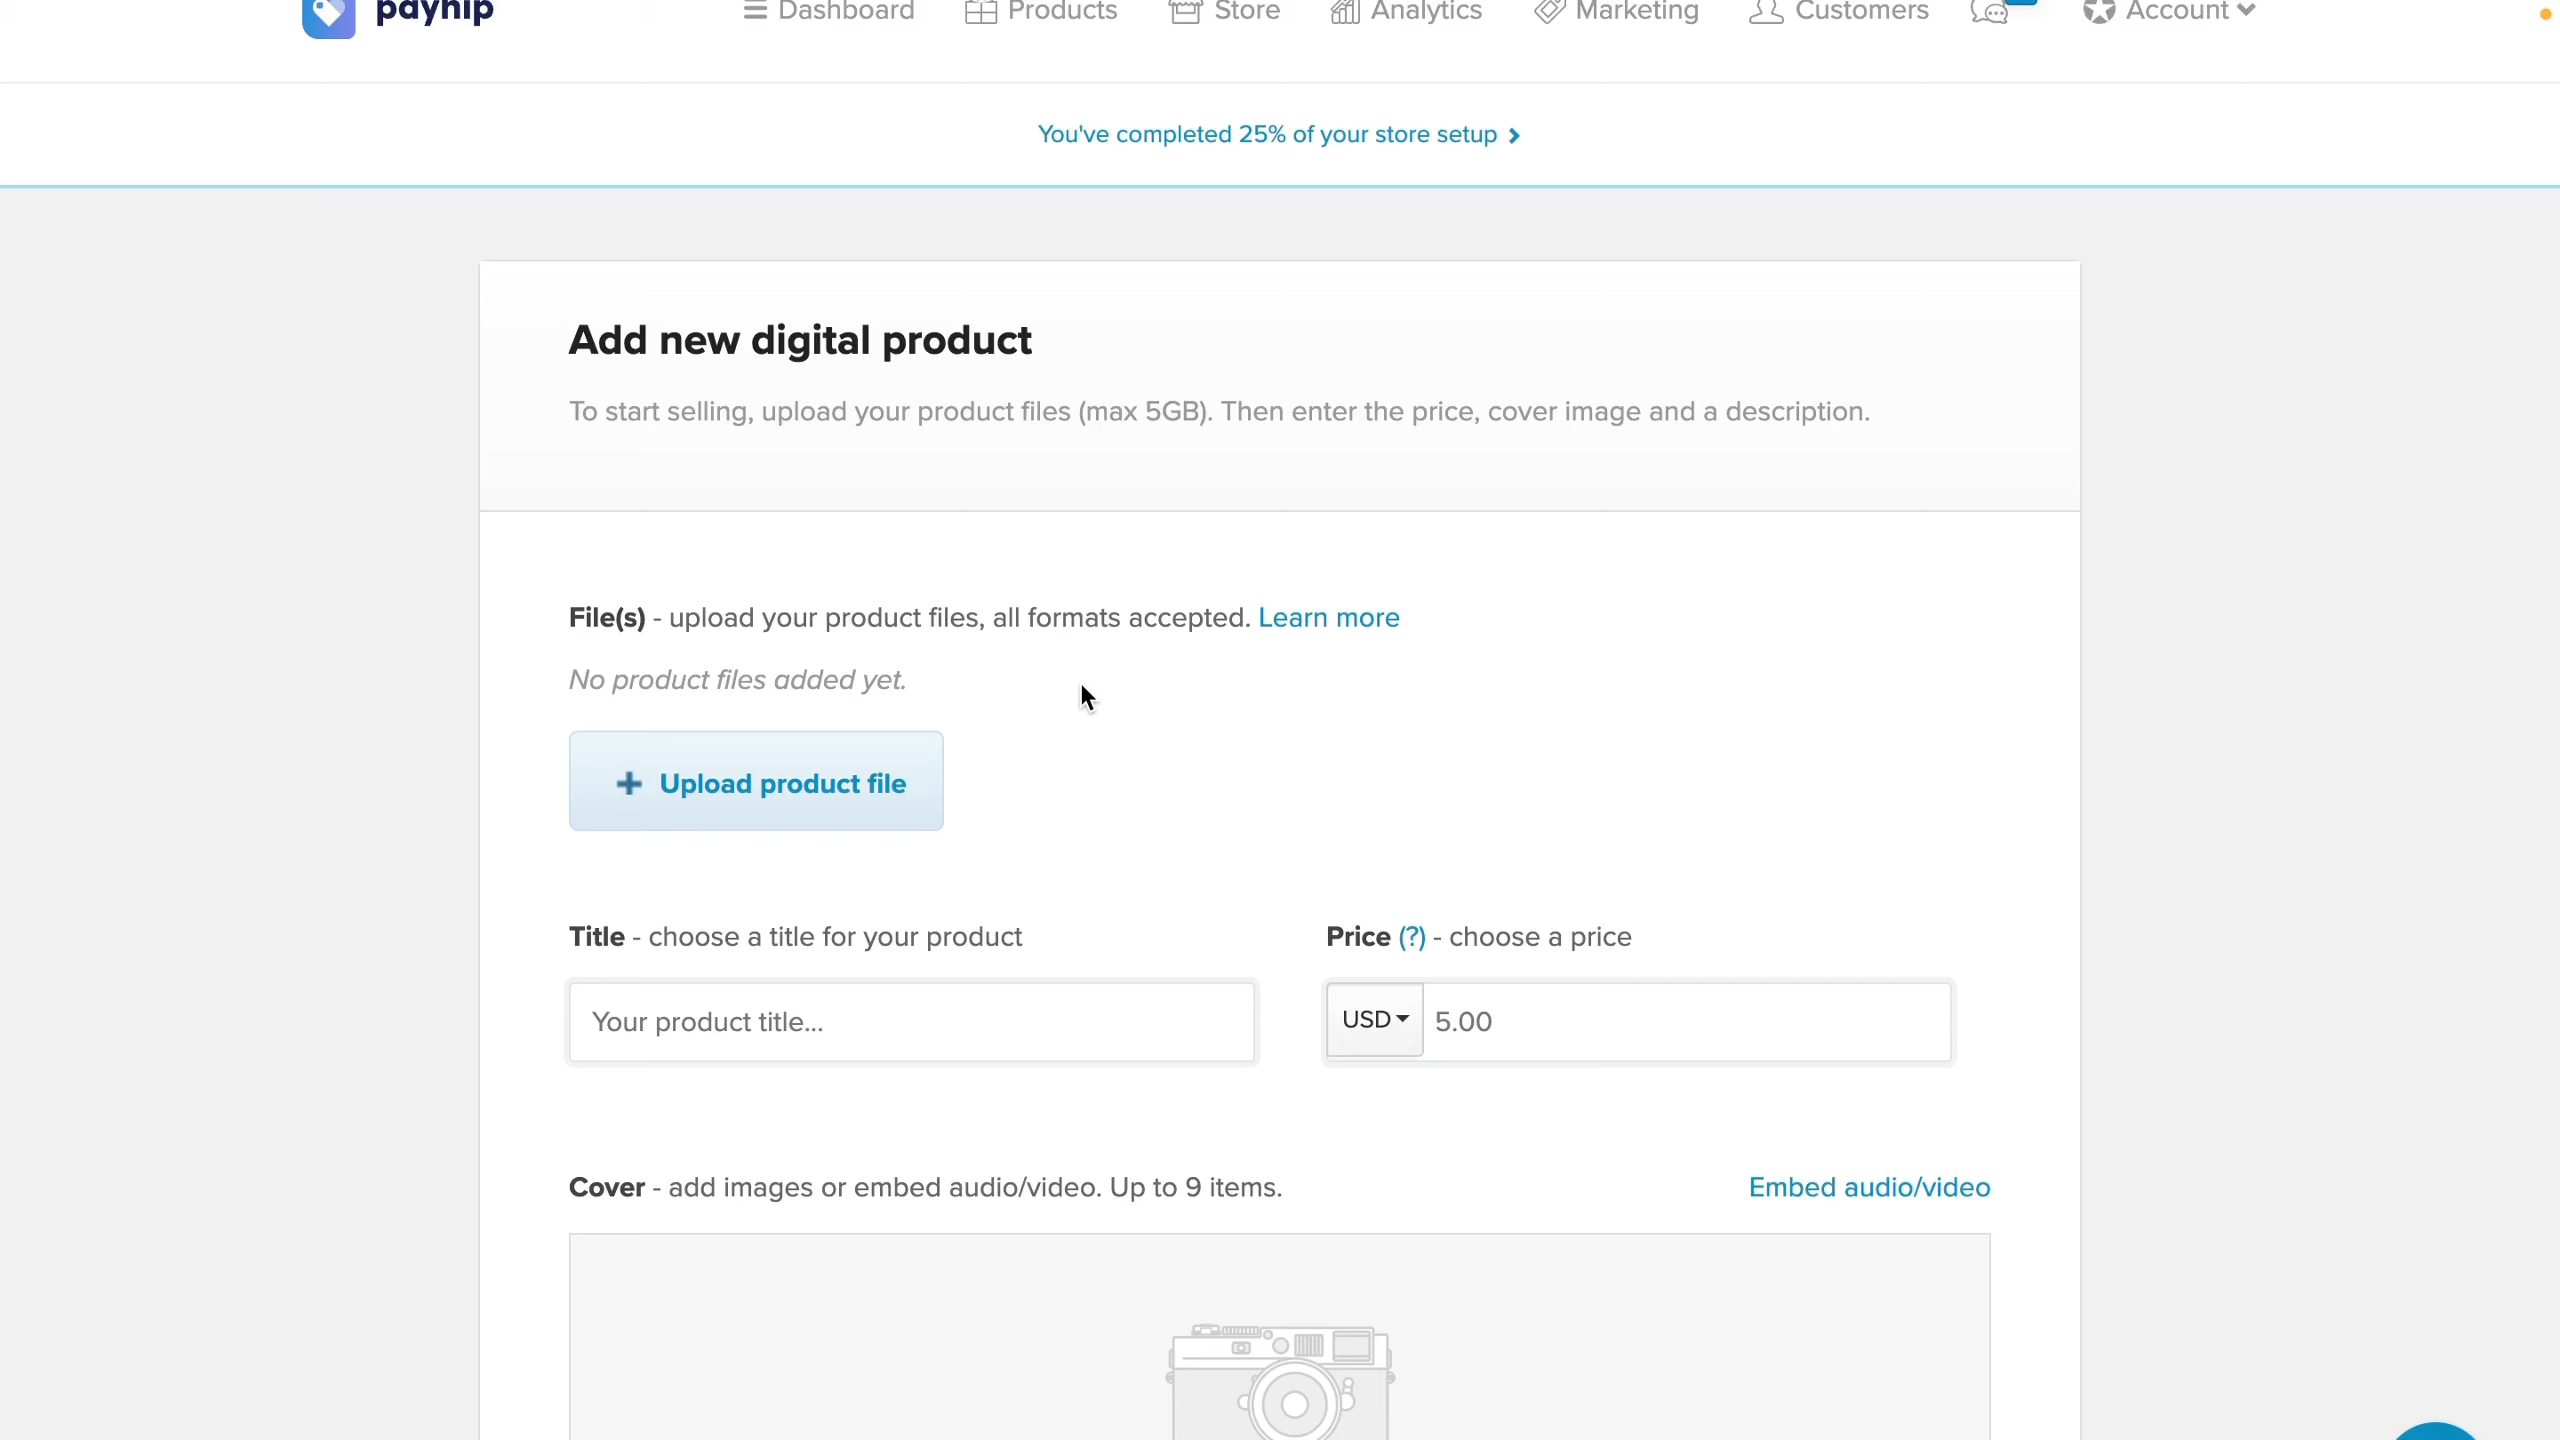 payhip
Dashboard Products Store Analytics Marketing Customers Account
You've completed 25% of your store setup
Add new digital product
To start selling, upload your product files (max 5GB). Then enter the price, cover image and a description.
File(s) - upload your product files, all formats accepted. Learn more
No product files added yet.
+ Upload product file
Title - choose a title for your product
Price (?) - choose a price
Your product title...
USD 5.00
Cover - add images or embed audio/video. Up to 9 items.
Embed audio/video